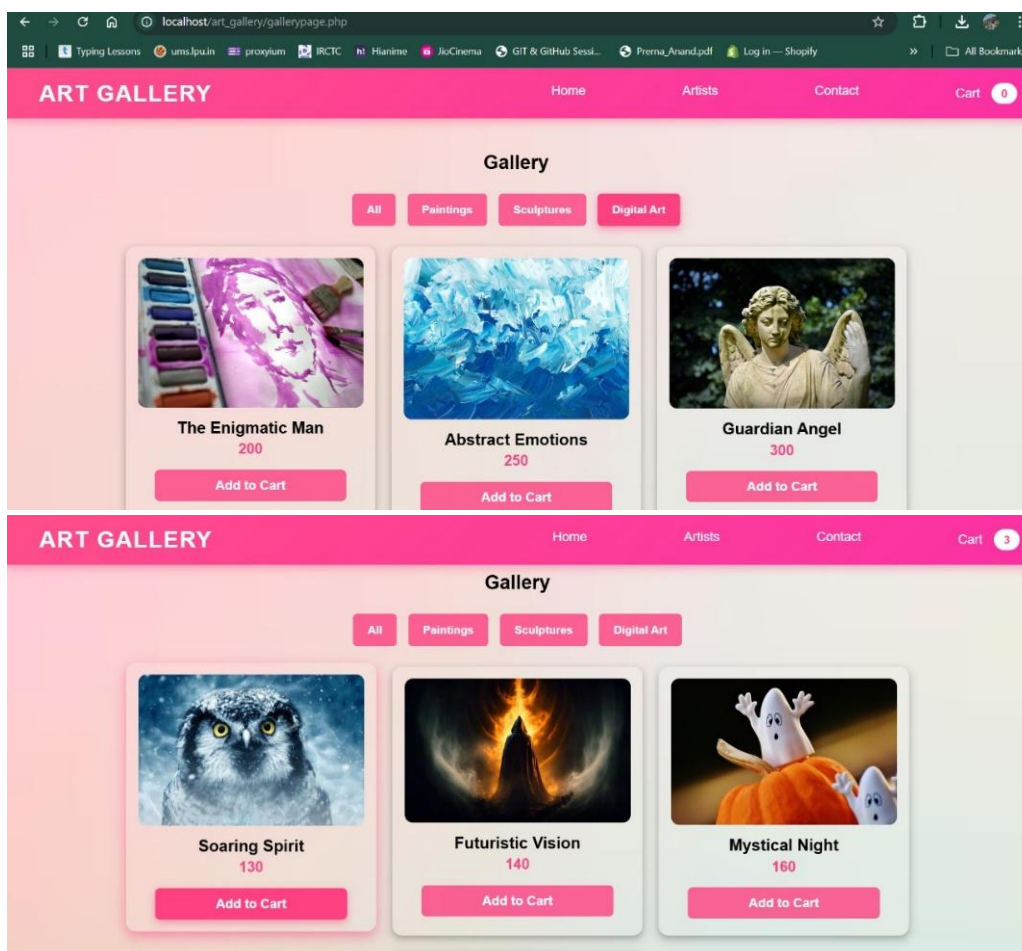 localhost/art_gallery/gallerypage.php
Typing Lessons ums.lpu.in proxyium IRCTC ht Hianime JioCinema GIT & GitHub Sessi... Prerna_Anand.pdf Log in — Shopify » All Bookmark
ART GALLERY Home Artists Contact Cart 0
Gallery
All Paintings Sculptures Digital Art
The Enigmatic Man Abstract Emotions Guardian Angel
200 250 300
Add to Cart Add to Cart Add to Cart
ART GALLERY Home Artists Contact Cart 3
Gallery
All Paintings Sculptures Digital Art
Soaring Spirit Futuristic Vision Mystical Night
130 140 160
Add to Cart Add to Cart Add to Cart